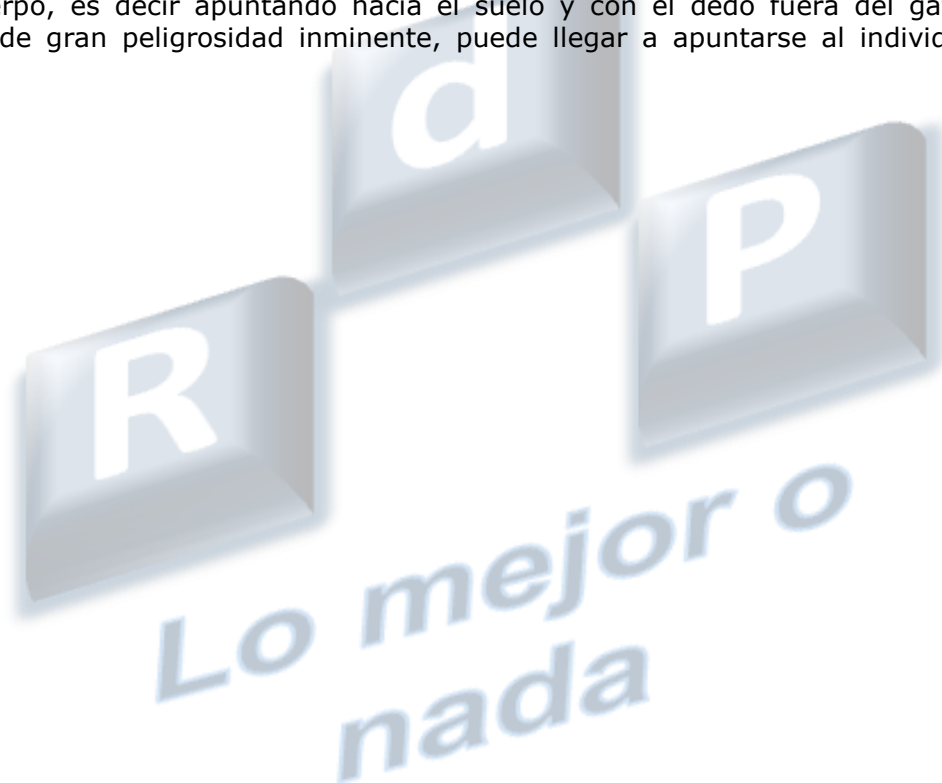 es decir apuntando hacia el suelo y con el dedo fuera del
de gran peligrosidad inminente, puede llegar a apuntarse al
d
P
R
Lo mejor o
nada